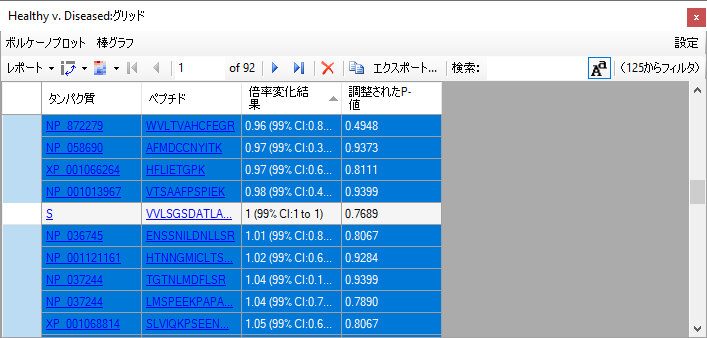 Healthy v. Diseased:グリッド
ボルケーノプロット 棒グラフ 設定
レポート 1 of 92 エクスポート... 検索: Aa (125からフィルタ)
タンパク質 ペプチド 倍率変化結果 調整されたP-値
NP_872279 WVLTVAHCFEGR 0.96 (99% CI:0.8... 0.4948
NP_058690 AFMDCCNYITK 0.97 (99% CI:0.3... 0.9373
XP_001066264 HFLIETGPK 0.97 (99% CI:0.6... 0.8111
NP_001013967 VTSAAFPSPIEK 0.98 (99% CI:0.4... 0.9399
S VVLSGSDATLA... 1 (99% CI:1 to 1) 0.7689
NP_036745 ENSSNILDNLLSR 1.01 (99% CI:0.8... 0.8067
NP_001121161 HTNNGMICLTS... 1.02 (99% CI:0.6... 0.9284
NP_037244 TGTNLMDFLSR 1.04 (99% CI:0.1... 0.9399
NP_037244 LMSPEEKPAPA... 1.04 (99% CI:0.7... 0.7890
XP_001068814 SLVIQKPSEEN... 1.05 (99% CI:0.6... 0.8067